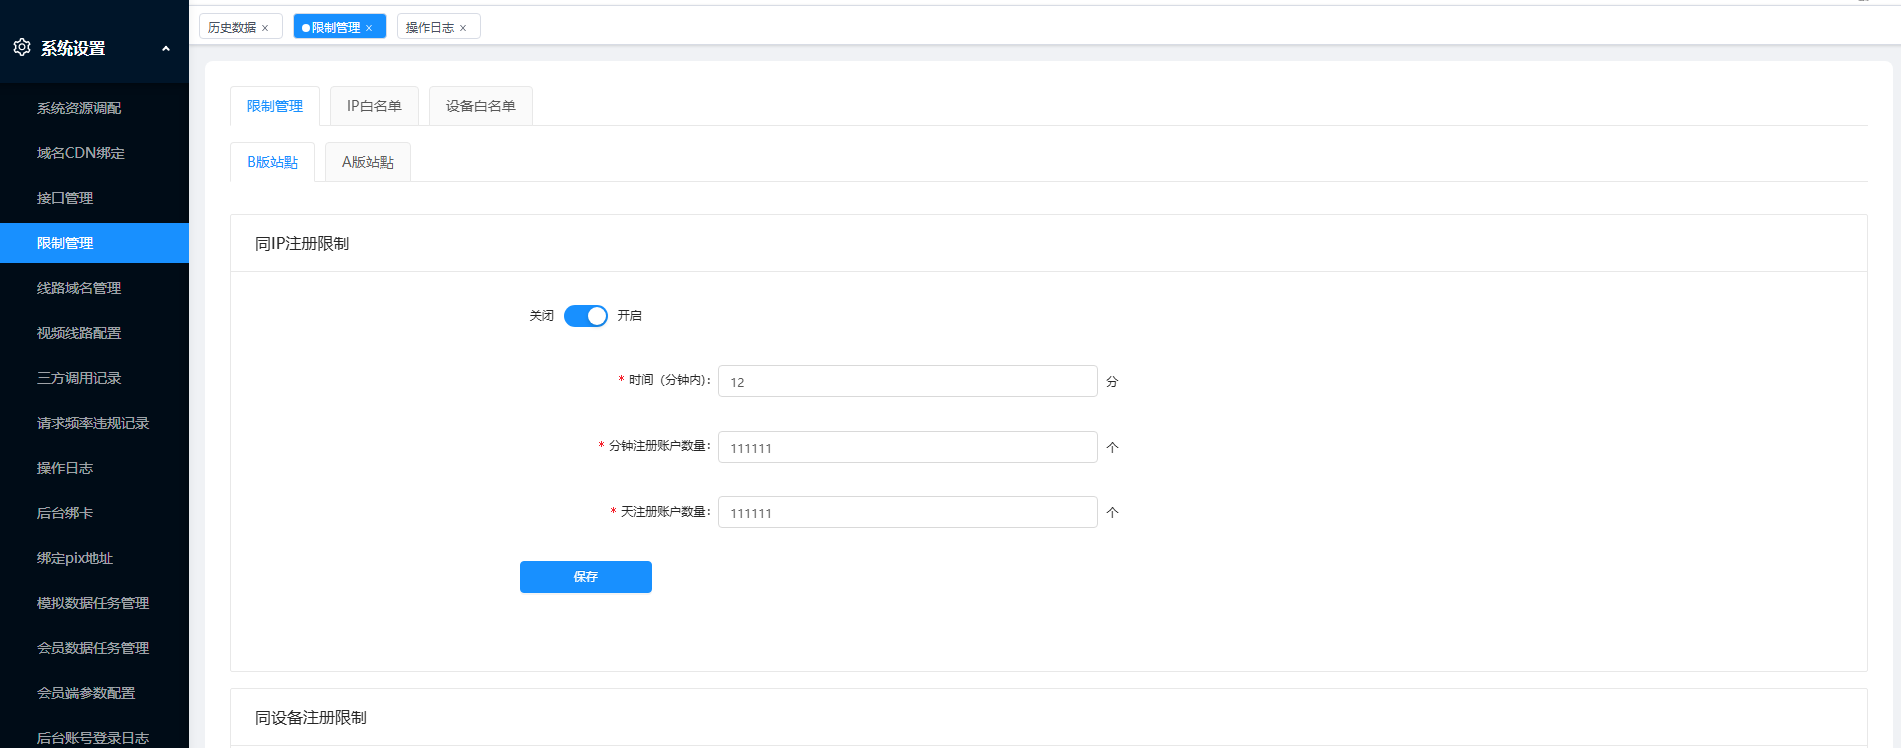 系统设置
系统资源调配
域名CDN绑定
接口管理
限制管理
线路域名管理
视频线路配置
三方调用记录
请求频率违规记录
操作日志
后台绑卡
绑定pix地址
模拟数据任务管理
会员数据任务管理
会员端参数配置
后台账号登录日志
历史数据 × 限制管理 × 操作日志 ×
限制管理 IP白名单 设备白名单
B版站點 A版站點
同IP注册限制
关闭 开启
* 时间（分钟内）: 12 分
* 分钟注册账户数量: 111111 个
* 天注册账户数量: 111111 个
保存
同设备注册限制